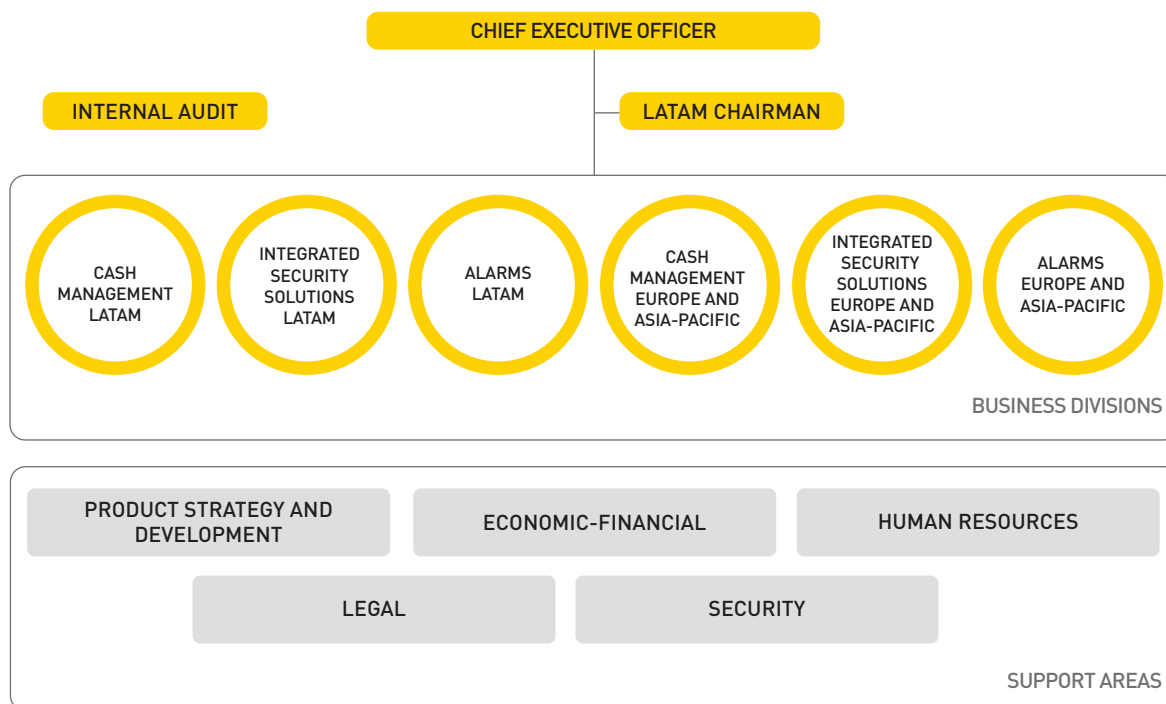 CHIEF EXECUTIVE OFFICER
INTERNAL AUDIT
LATAM CHAIRMAN
CASH
MANAGEMENT
LATAM
INTEGRATED
SECURITY
SOLUTIONS
LATAM
ALARMS
LATAM
CASH
MANAGEMENT
EUROPE AND
ASIA-PACIFIC
INTEGRATED
SECURITY
SOLUTIONS
EUROPE AND
ASIA-PACIFIC
ALARMS
EUROPE AND
ASIA-PACIFIC
BUSINESS DIVISIONS
PRODUCT STRATEGY AND
DEVELOPMENT
ECONOMIC-FINANCIAL
HUMAN RESOURCES
LEGAL
SECURITY
SUPPORT AREAS